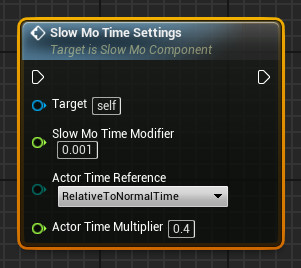 Slow Mo Time Settings
Target is Slow Mo Component
Target self
Slow Mo Time Modifier
0.001
Actor Time Reference
RelativeToNormalTime
Actor Time Multiplier 0.4